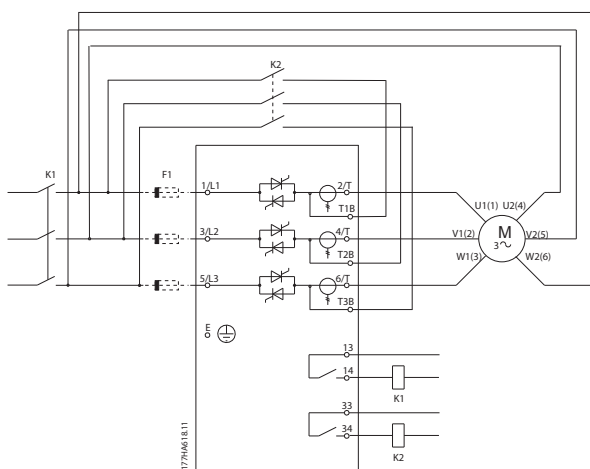 K2
K1
F1
1/L1
2/T
T1B
U1(1) U2(4)
3/L2
4/T
T2B
V1(2)
M
3~
V2(5)
5/L3
6/T
T3B
W1(3)
W2(6)
E
13
14
K1
33
34
K2
177HA618.11